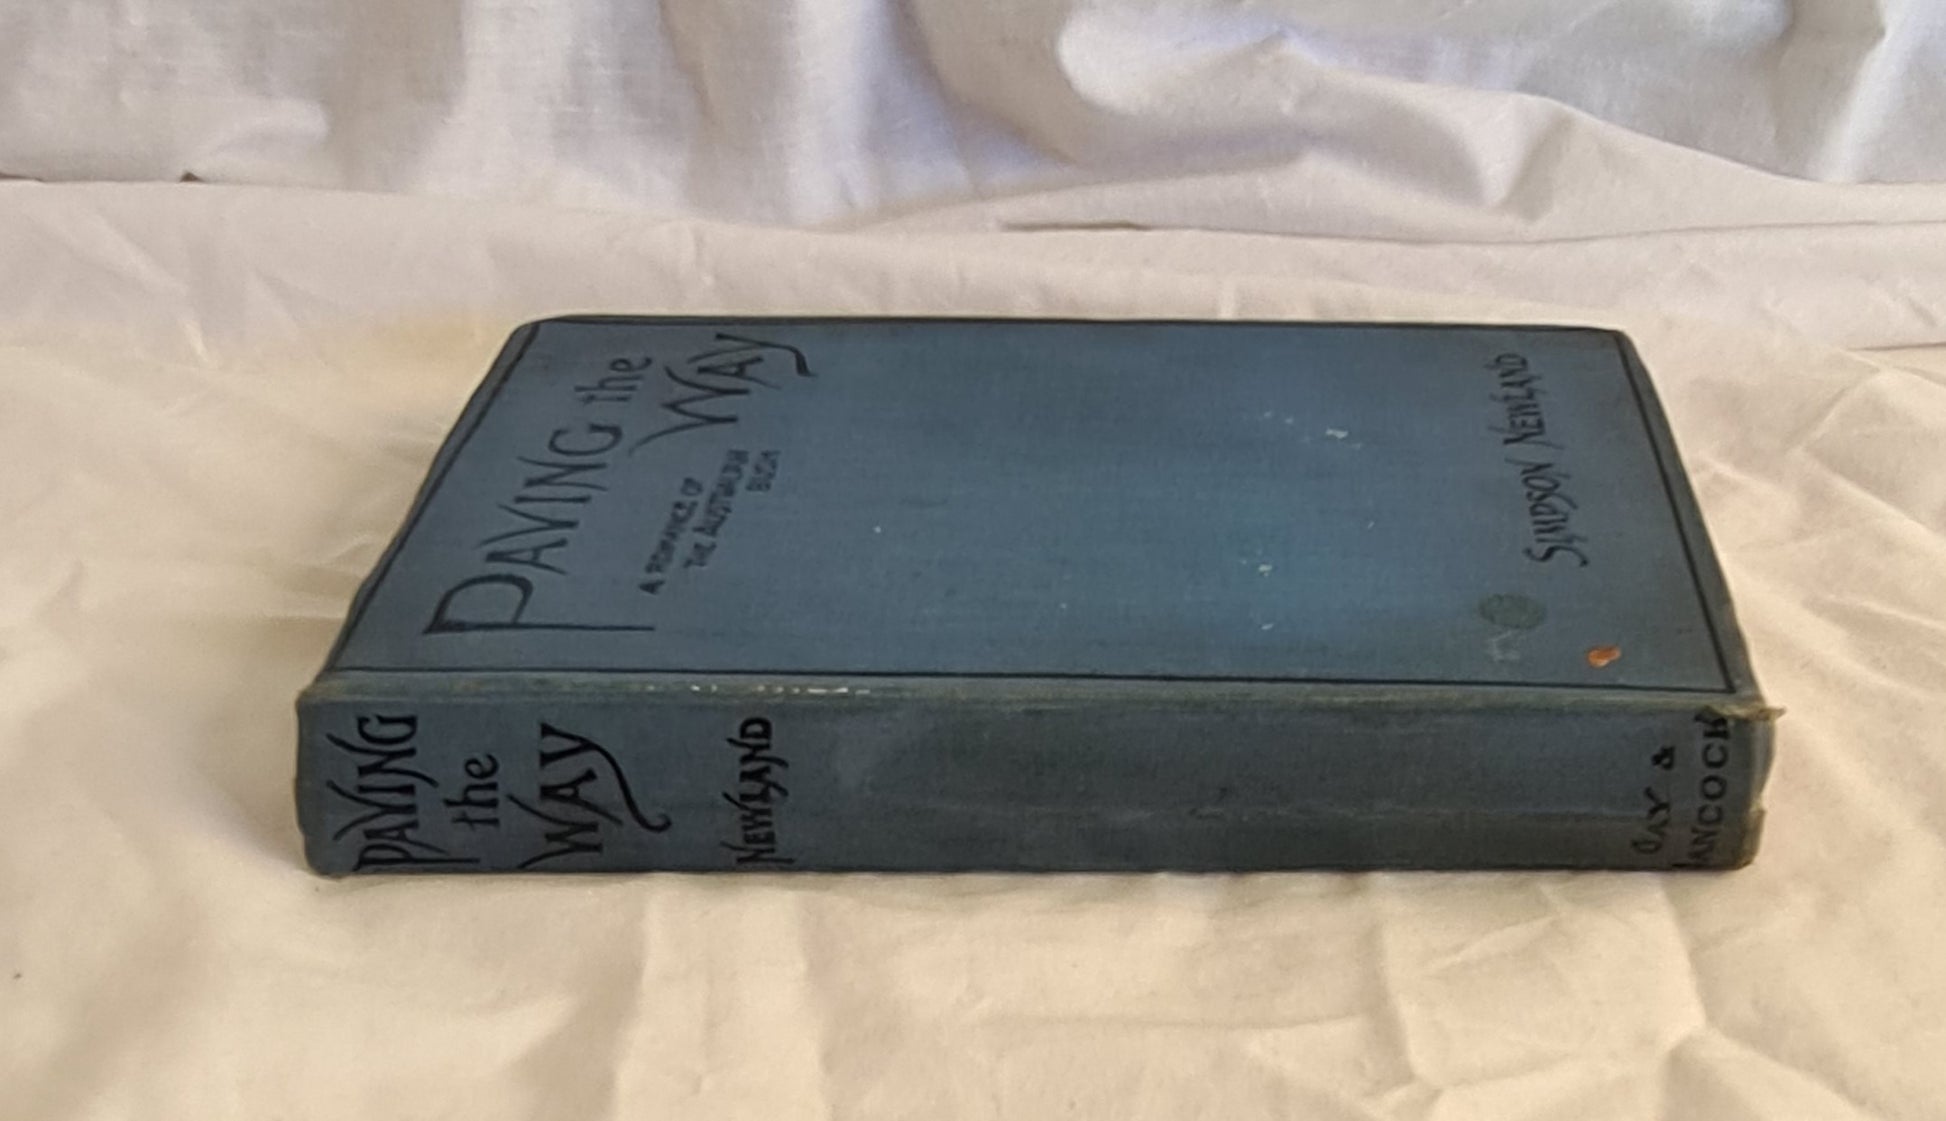 PAVING the
WAY
A ROMANCE OF
THE AUSTRALIAN
BUSH
SIMPSON NEWLAND
PAVING
the
WAY
NEWLAND
GAY &
HANCOCK